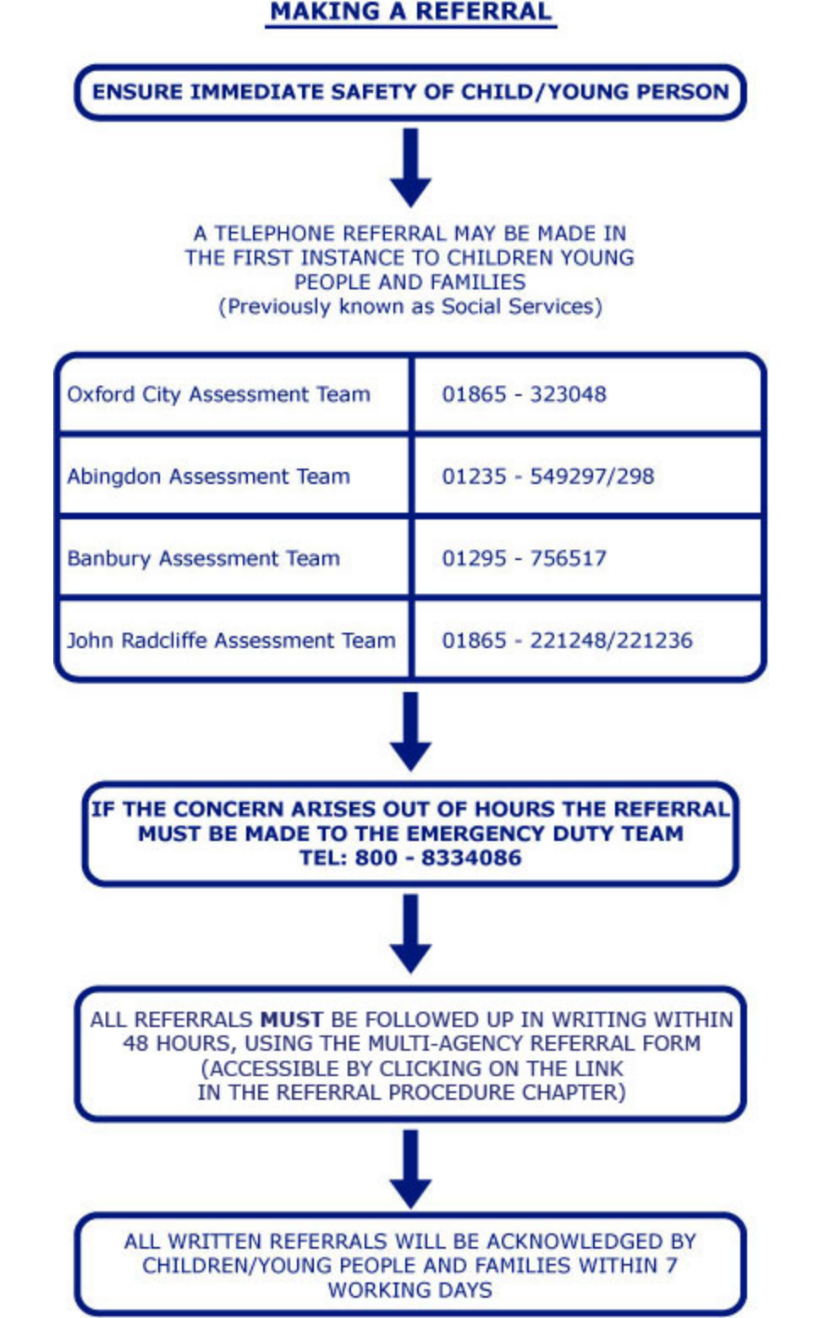 MAKING A REFERRAL
ENSURE IMMEDIATE SAFETY OF CHILD/YOUNG PERSON
A TELEPHONE REFERRAL MAY BE MADE IN
THE FIRST INSTANCE TO CHILDREN YOUNG
PEOPLE AND FAMILIES
(Previously known as Social Services)
Oxford City Assessment Team 01865 - 323048
Abingdon Assessment Team 01235 - 549297/298
Banbury Assessment Team 01295 - 756517
John Radcliffe Assessment Team 01865 - 221248/221236
IF THE CONCERN ARISES OUT OF HOURS THE REFERRAL
MUST BE MADE TO THE EMERGENCY DUTY TEAM
TEL: 800 - 8334086
ALL REFERRALS MUST BE FOLLOWED UP IN WRITING WITHIN
48 HOURS, USING THE MULTI-AGENCY REFERRAL FORM
(ACCESSIBLE BY CLICKING ON THE LINK
IN THE REFERRAL PROCEDURE CHAPTER)
ALL WRITTEN REFERRALS WILL BE ACKNOWLEDGED BY
CHILDREN/YOUNG PEOPLE AND FAMILIES WITHIN 7
WORKING DAYS